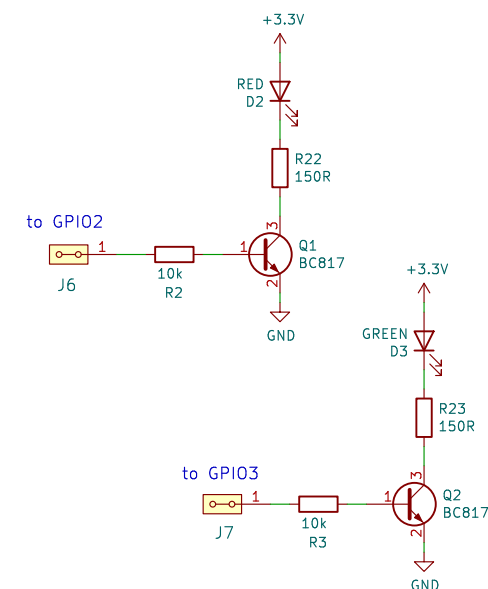 +3.3V
RED
D2
R22
150R
to GPIO2
1
J6
10k
R2
1
3
2
Q1
BC817
GND
+3.3V
GREEN
D3
R23
150R
to GPIO3
1
J7
10k
R3
1
3
2
Q2
BC817
GND